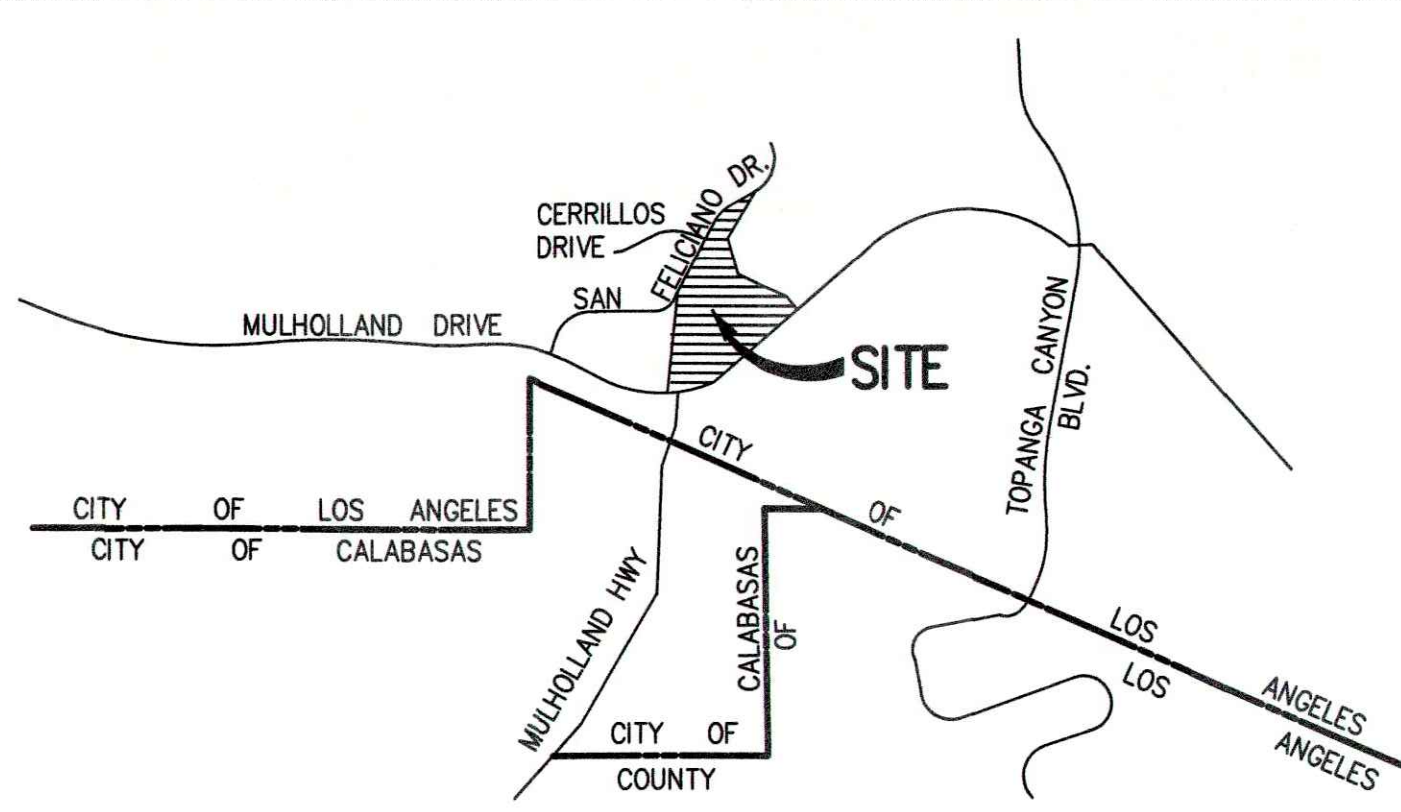 CERRILLOS
DRIVE
SAN FELICIANO DR.
MULHOLLAND DRIVE
SITE
TOPANGA CANYON
BLVD.
CITY OF LOS ANGELES
CITY OF CALABASAS
CITY OF LOS ANGELES
MULHOLLAND HWY
CALABASAS
OF
LOS ANGELES
CITY OF
COUNTY